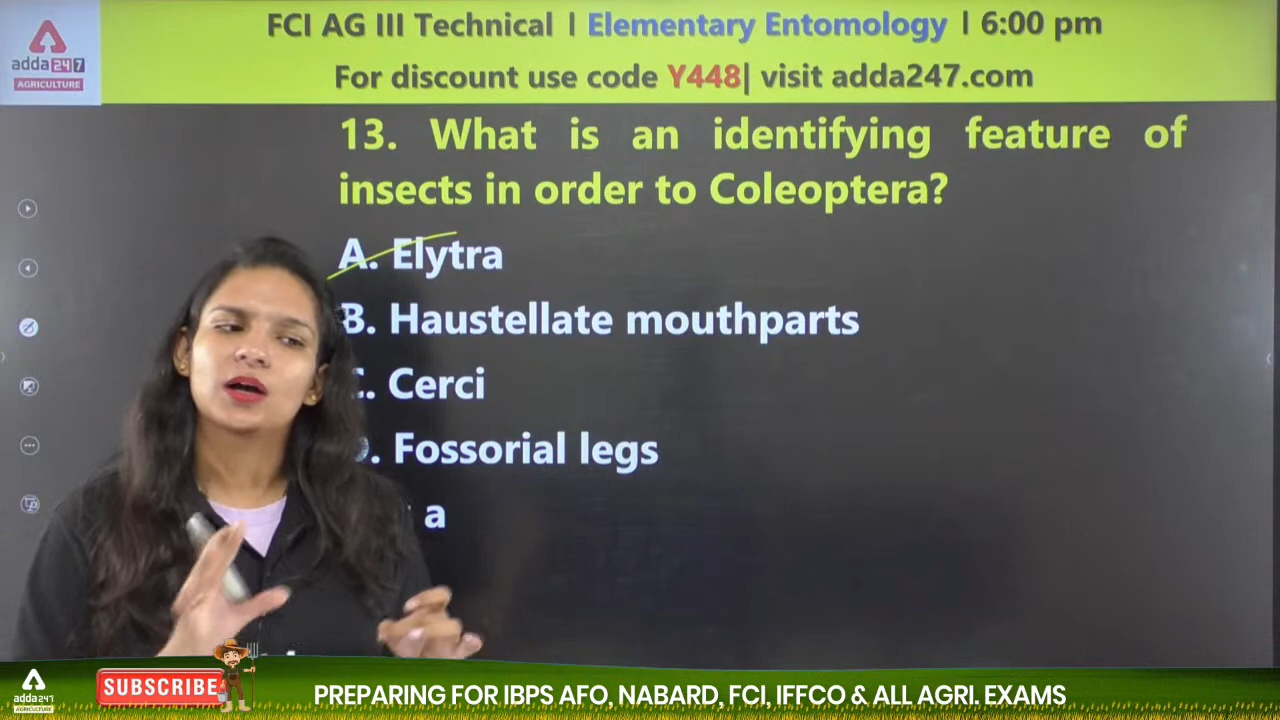 FCI AG III Technical l Elementary Entomology l 6:00 pm
For discount use code Y448| visit adda247.com
adda247
AGRICULTURE
13. What is an identifying feature of
insects in order to Coleoptera?
A. Elytra
B. Haustellate mouthparts
C. Cerci
D. Fossorial legs
a
adda247
AGRICULTURE
SUBSCRIBE
PREPARING FOR IBPS AFO, NABARD, FCI, IFFCO & ALL AGRI. EXAMS